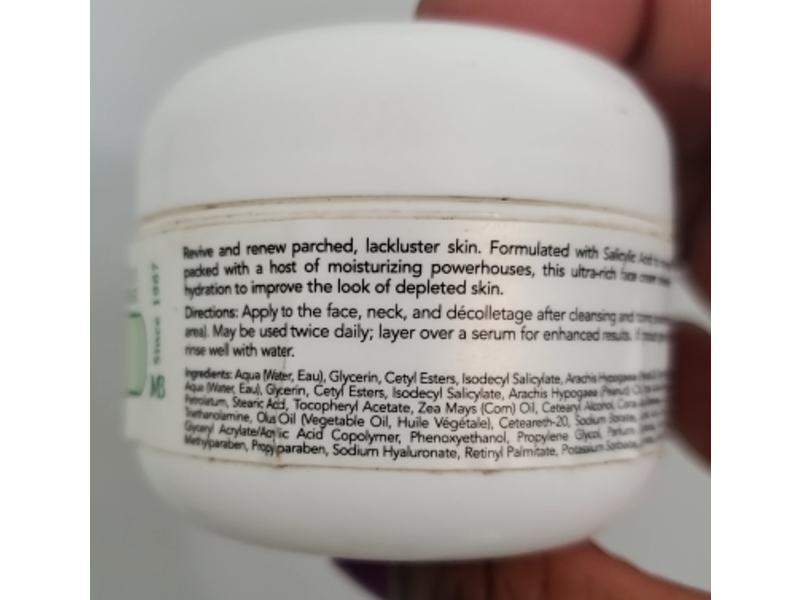 Revive and renew parched, lackluster skin. Formulated with Salicylic Acid
packed with a host of moisturizing powerhouses, this ultra-rich face cream
hydration to improve the look of depleted skin.
Directions: Apply to the face, neck, and décolletage after cleansing and
area). May be used twice daily; layer over a serum for enhanced results. If
rinse well with water.
Ingredients: Aqua (Water, Eau), Glycerin, Cetyl Esters, Isodecyl Salicylate, Arachis Hypogaea
Aqua (Water, Eau), Glycerin, Cetyl Esters, Isodecyl Salicylate, Arachis Hypogaea (Peanut) Oil,
Petrolatum, Stearic Acid, Tocopheryl Acetate, Zea Mays (Corn) Oil, Cetearyl Alcohol,
Triethanolamine, Olus Oil (Vegetable Oil, Huile Végétale), Ceteareth-20, Sodium
Glyceryl Acrylate/Acrylic Acid Copolymer, Phenoxyethanol, Propylene Glycol, Parfum,
Methylparaben, Propylparaben, Sodium Hyaluronate, Retinyl Palmitate, Potassium
Since 1967
MB